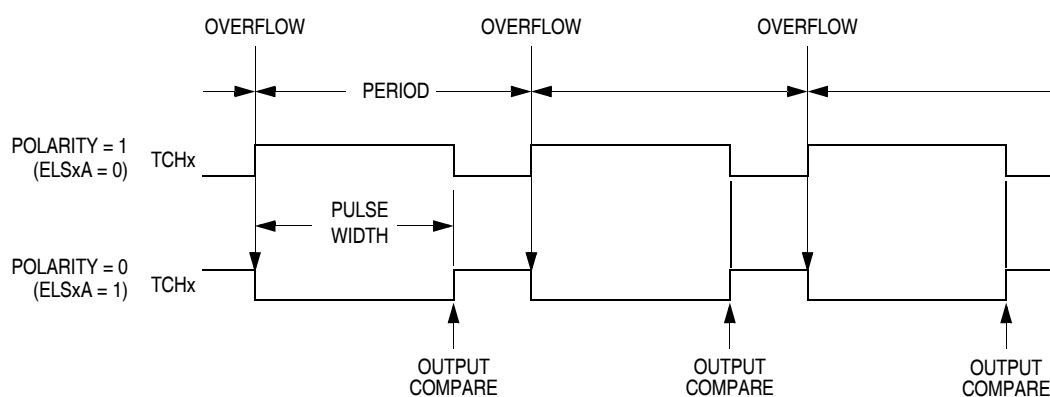 OVERFLOW OVERFLOW OVERFLOW
PERIOD
POLARITY = 1
(ELSxA = 0)
TCHx
PULSE
WIDTH
POLARITY = 0
(ELSxA = 1)
TCHx
OUTPUT
COMPARE
OUTPUT
COMPARE
OUTPUT
COMPARE